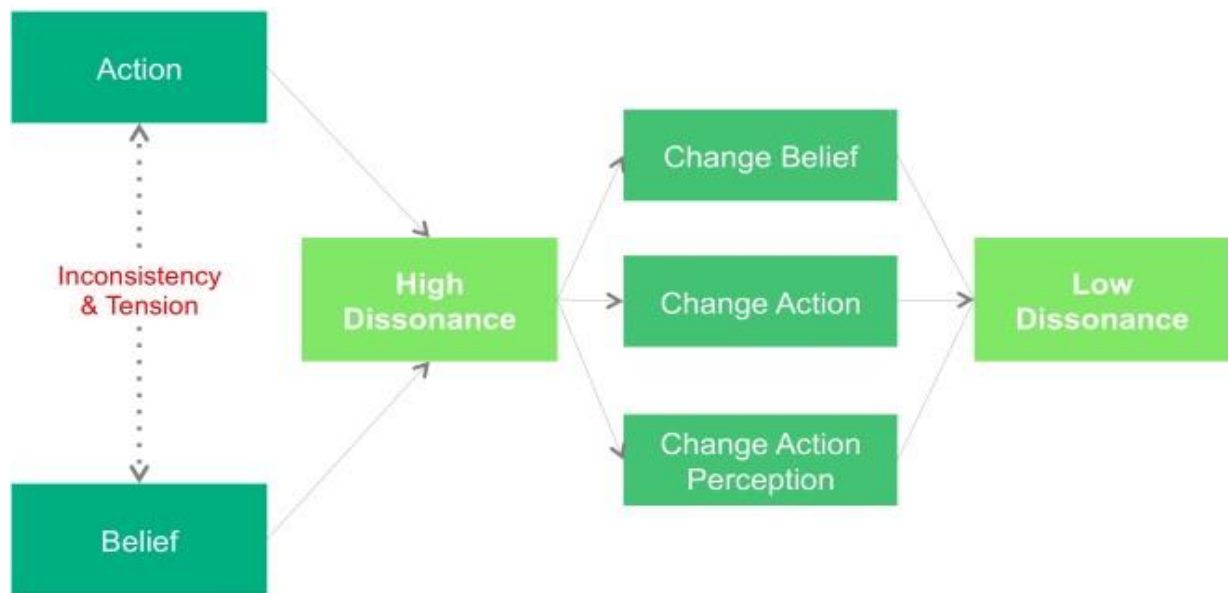 Action
Inconsistency
& Tension
Belief
High
Dissonance
Change Belief
Change Action
Change Action
Perception
Low
Dissonance